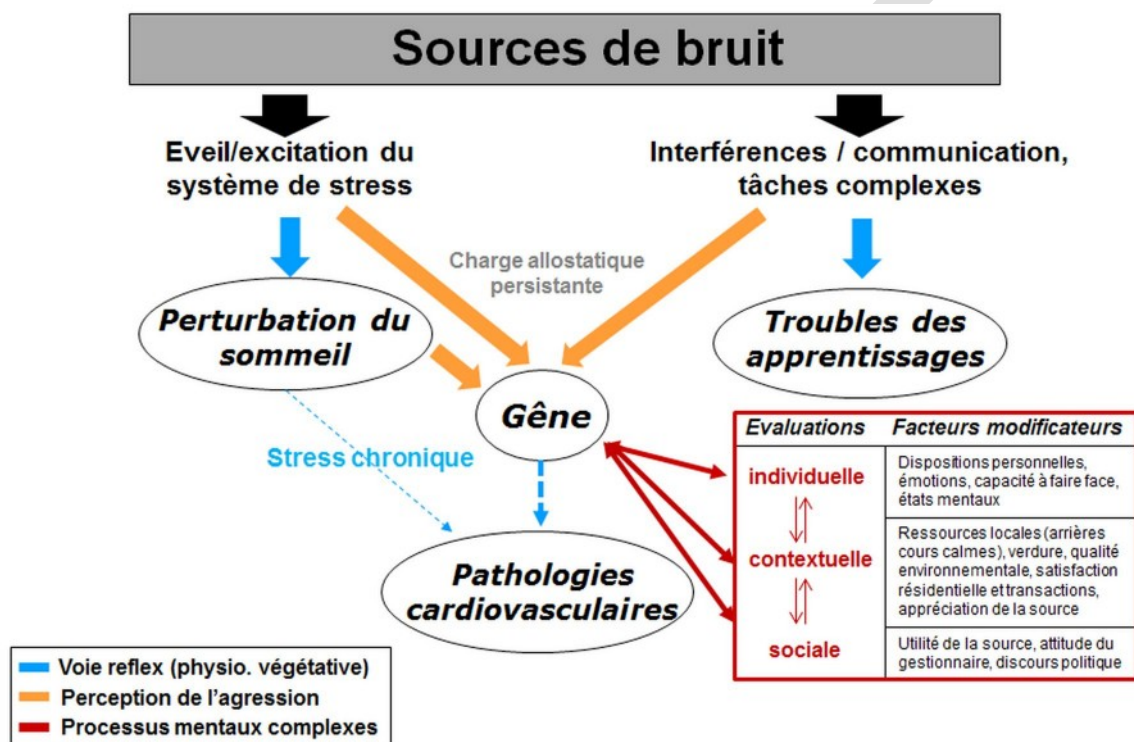 Sources de bruit
Eveil/excitation du
système de stress
Interférences / communication,
tâches complexes
Charge allostatique
persistante
Perturbation du
sommeil
Troubles des
apprentissages
Gêne
Stress chronique
Pathologies
cardiovasculaires
Evaluations
Facteurs modificateurs
individuelle
Dispositions personnelles,
émotions, capacité à faire face,
états mentaux
contextuelle
Ressources locales (arrières
cours calmes), verdure, qualité
environnementale, satisfaction
résidentielle et transactions,
appréciation de la source
sociale
Utilité de la source, attitude du
gestionnaire, discours politique
Voie reflex (physio. végétative)
Perception de l'agression
Processus mentaux complexes